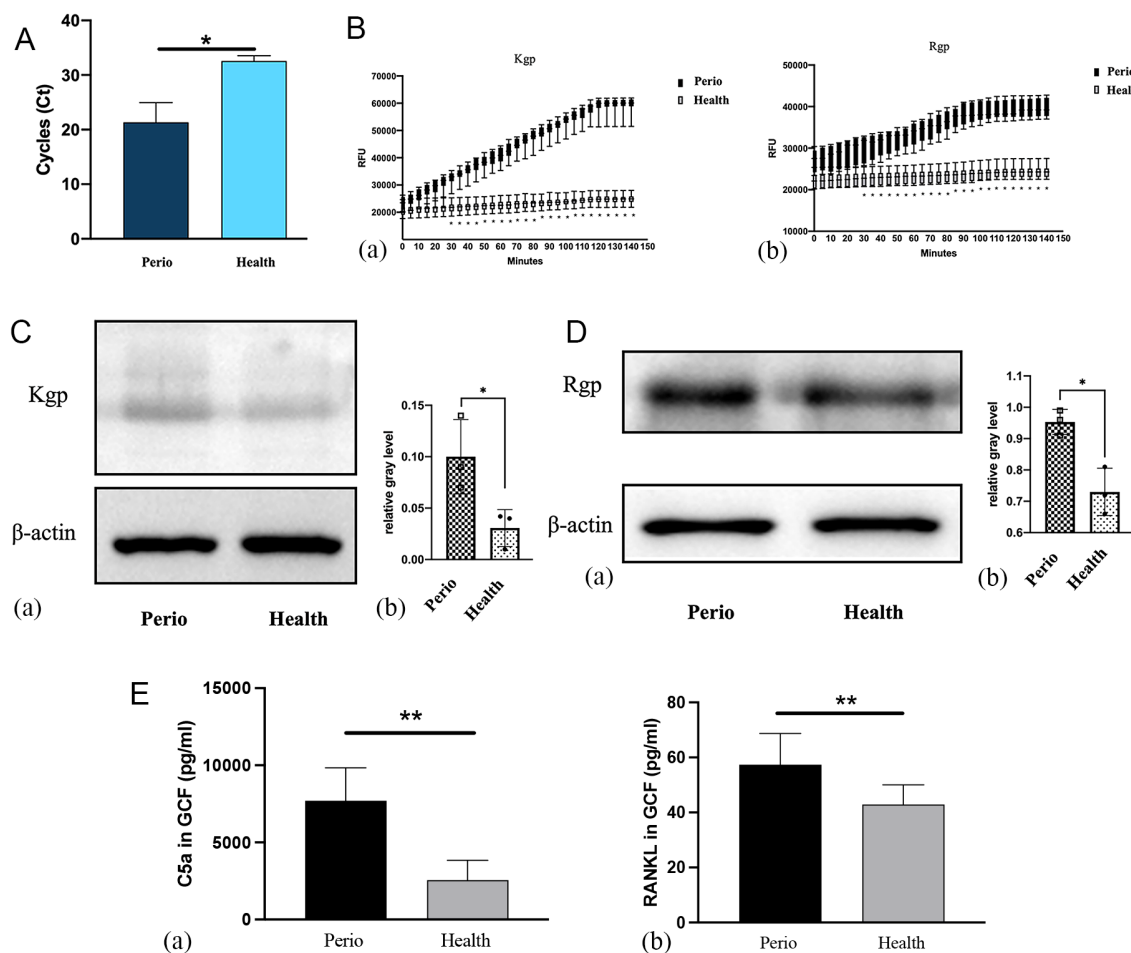 A
Cycles (Ct)
40
30
20
10
0
*
Perio
Health
B
Kgp
RFU
70000
60000
50000
40000
30000
20000
10000
Perio
Health
0 10 20 30 40 50 60 70 80 90 100 110 120 130 140 150
Minutes
(a)
Rgp
RFU
50000
40000
30000
20000
10000
Perio
Heal
0 10 20 30 40 50 60 70 80 90 100 110 120 130 140 150
Minutes
(b)
C
Kgp
β-actin
(a)
Perio
Health
relative gray level
0.15
0.10
0.05
0.00
*
Perio
Health
(b)
D
Rgp
β-actin
(a)
Perio
Health
relative gray level
1.1
1.0
0.9
0.8
0.7
0.6
*
Perio
Health
(b)
E
C5a in GCF (pg/ml)
15000
10000
5000
0
**
Perio
Health
(a)
RANKL in GCF (pg/ml)
80
60
40
20
0
**
Perio
Health
(b)